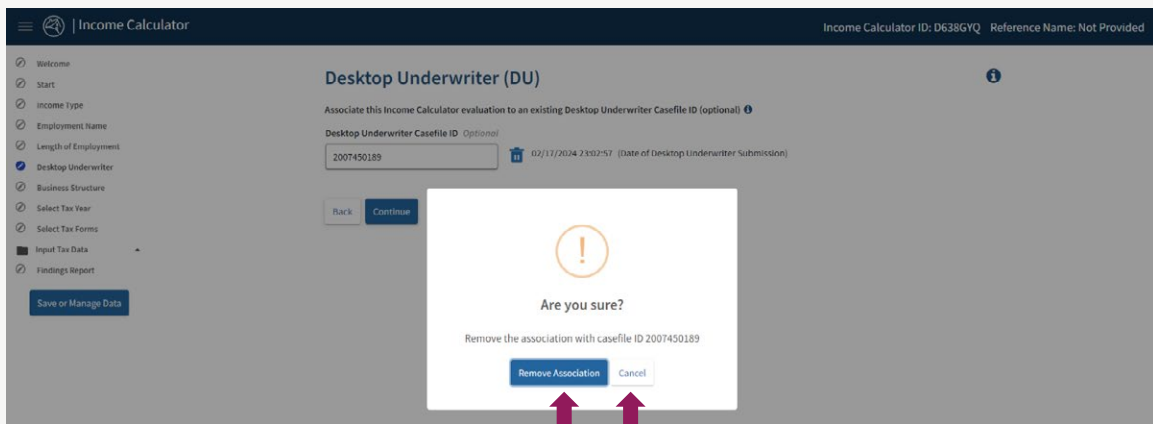 | Income Calculator
Income Calculator ID: D638GYQ Reference Name: Not Provided
Welcome
Start
Income Type
Employment Name
Length of Employment
Desktop Underwriter
Business Structure
Select Tax Year
Select Tax Forms
Input Tax Data
Findings Report
Save or Manage Data
Desktop Underwriter (DU)
Associate this Income Calculator evaluation to an existing Desktop Underwriter Casefile ID (optional)
Desktop Underwriter Casefile ID Optional
2007450189
02/17/2024 23:02:57 (Date of Desktop Underwriter Submission)
Back Continue
!
Are you sure?
Remove the association with casefile ID 2007450189
Remove Association Cancel